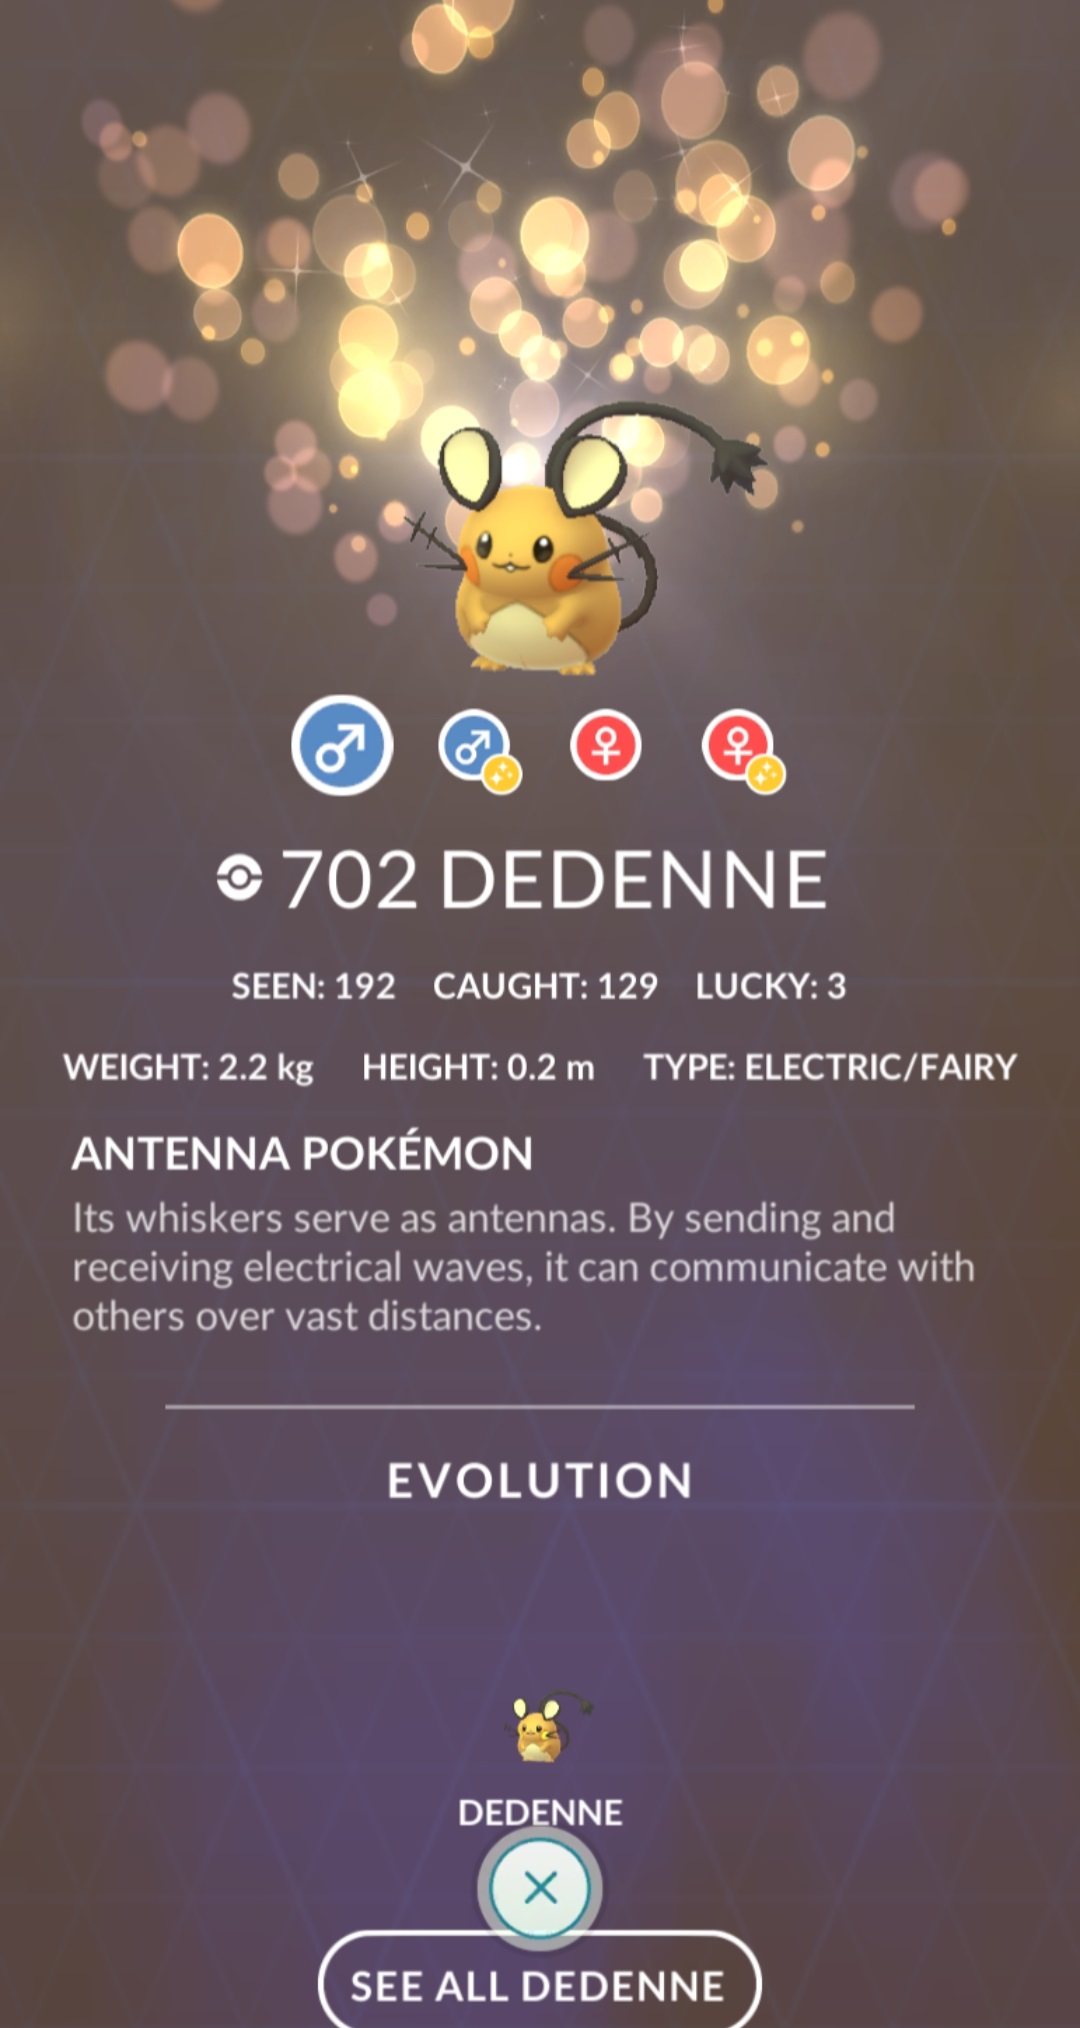 702 DEDENNE
SEEN: 192 CAUGHT: 129 LUCKY: 3
WEIGHT: 2.2 kg HEIGHT: 0.2 m TYPE: ELECTRIC/FAIRY
ANTENNA POKÉMON
Its whiskers serve as antennas. By sending and
receiving electrical waves, it can communicate with
others over vast distances.
EVOLUTION
DEDENNE
SEE ALL DEDENNE